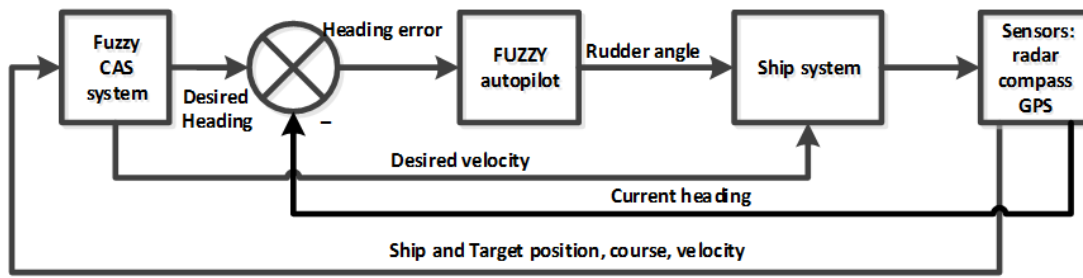 Fuzzy
CAS
system
Desired
Heading
Heading error
–
FUZZY
autopilot
Rudder angle
Ship system
Sensors:
radar
compass
GPS
Desired velocity
Current heading
Ship and Target position, course, velocity